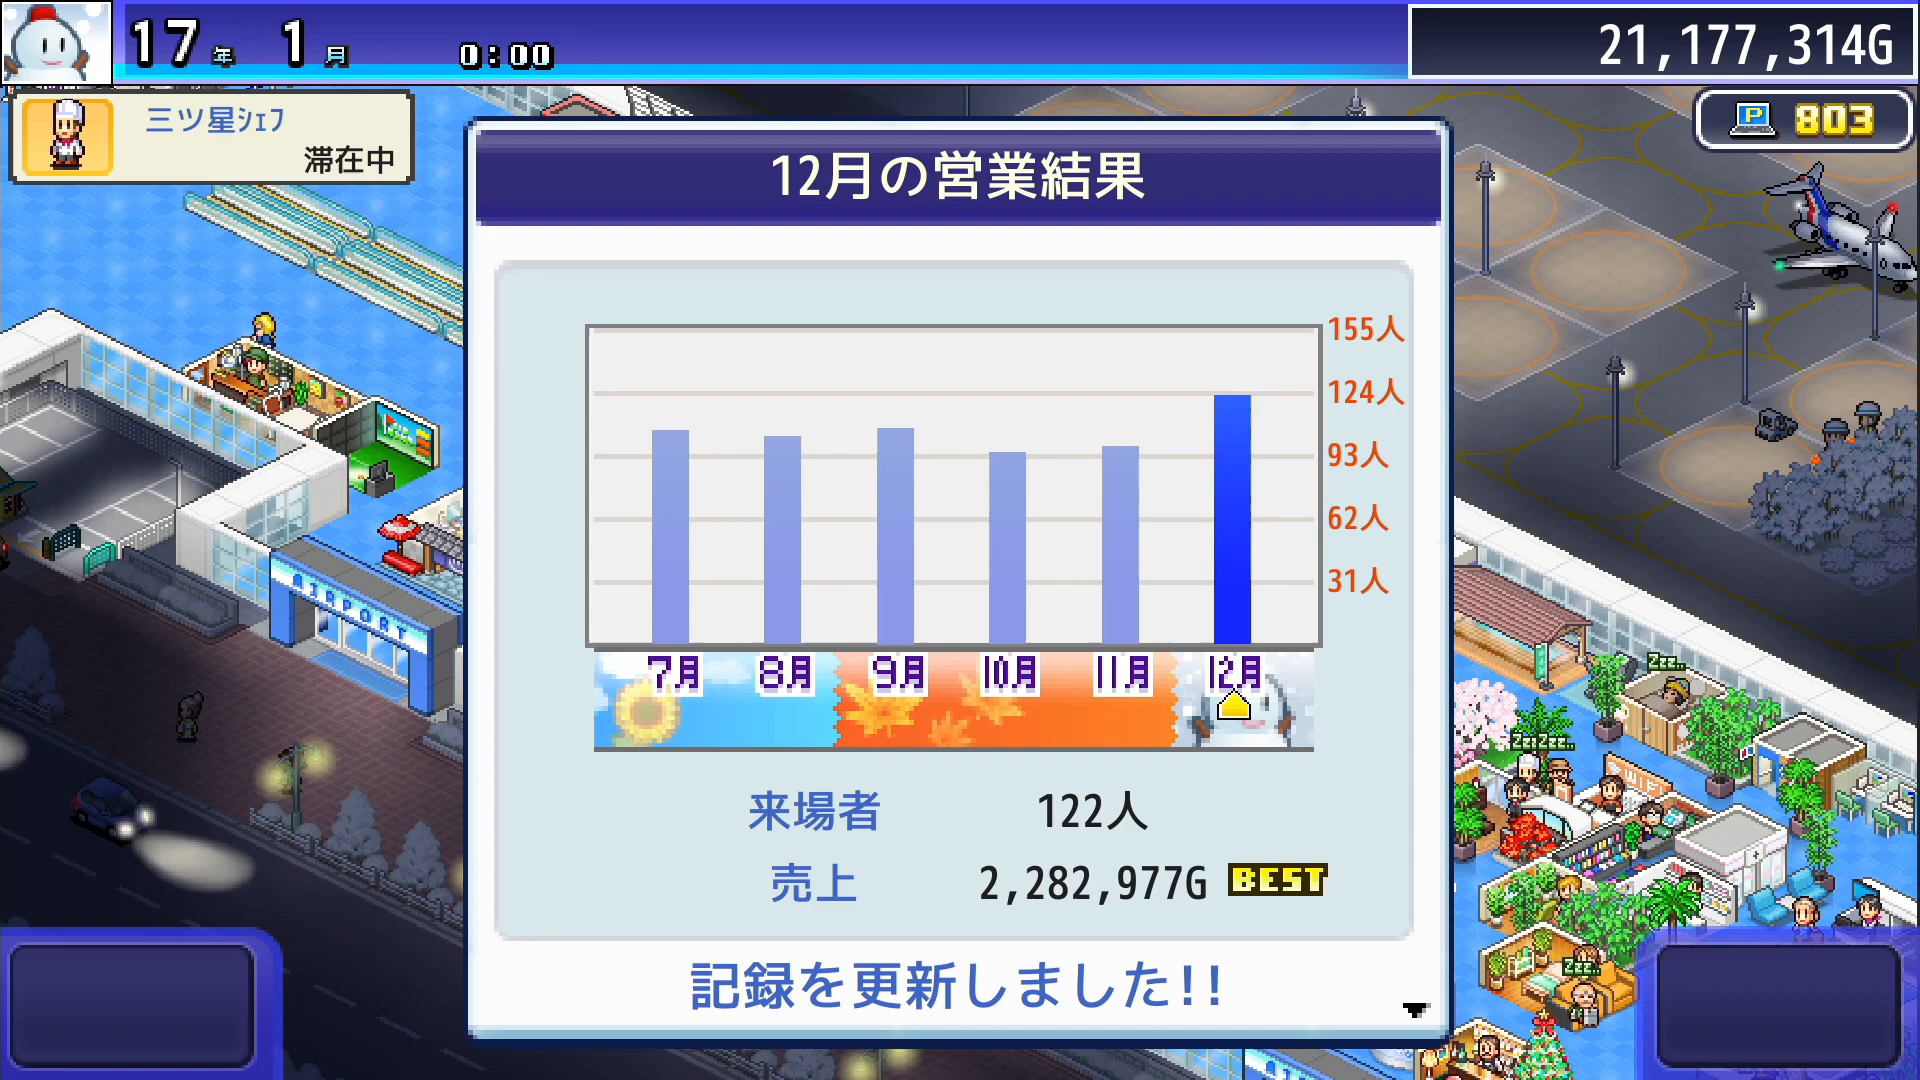 17年 1月 0:00
21,177,314G
三ツ星シェフ
滞在中
P 803
12月の営業結果
155人
124人
93人
62人
31人
7月 8月 9月 10月 11月 12月
来場者 122人
売上 2,282,977G BEST
記録を更新しました!!
AIRPORT
Zzz..
Zzz..
WiFi
Zzz..